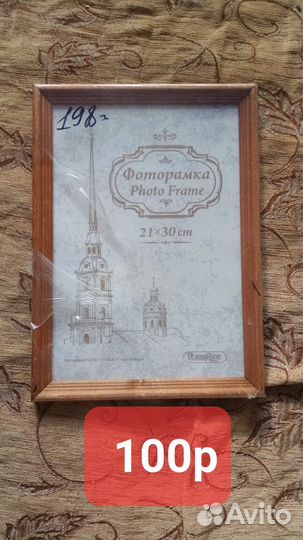 198
Фоторамка
Photo Frame
21×30 cm
100р
Avito